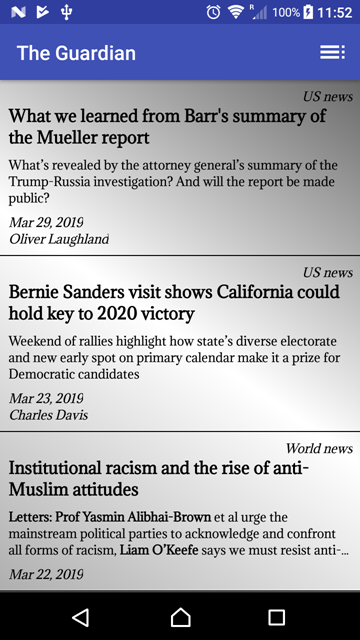 R
100%
11:52
The Guardian
US news
What we learned from Barr's summary of
the Mueller report
What's revealed by the attorney general's summary of the
Trump-Russia investigation? And will the report be made
public?
Mar 29, 2019
Oliver Laughland
US news
Bernie Sanders visit shows California could
hold key to 2020 victory
Weekend of rallies highlight how state's diverse electorate
and new early spot on primary calendar make it a prize for
Democratic candidates
Mar 23, 2019
Charles Davis
World news
Institutional racism and the rise of anti-
Muslim attitudes
Letters: Prof Yasmin Alibhai-Brown et al urge the
mainstream political parties to acknowledge and confront
all forms of racism, Liam O'Keefe says we must resist anti-...
Mar 22, 2019